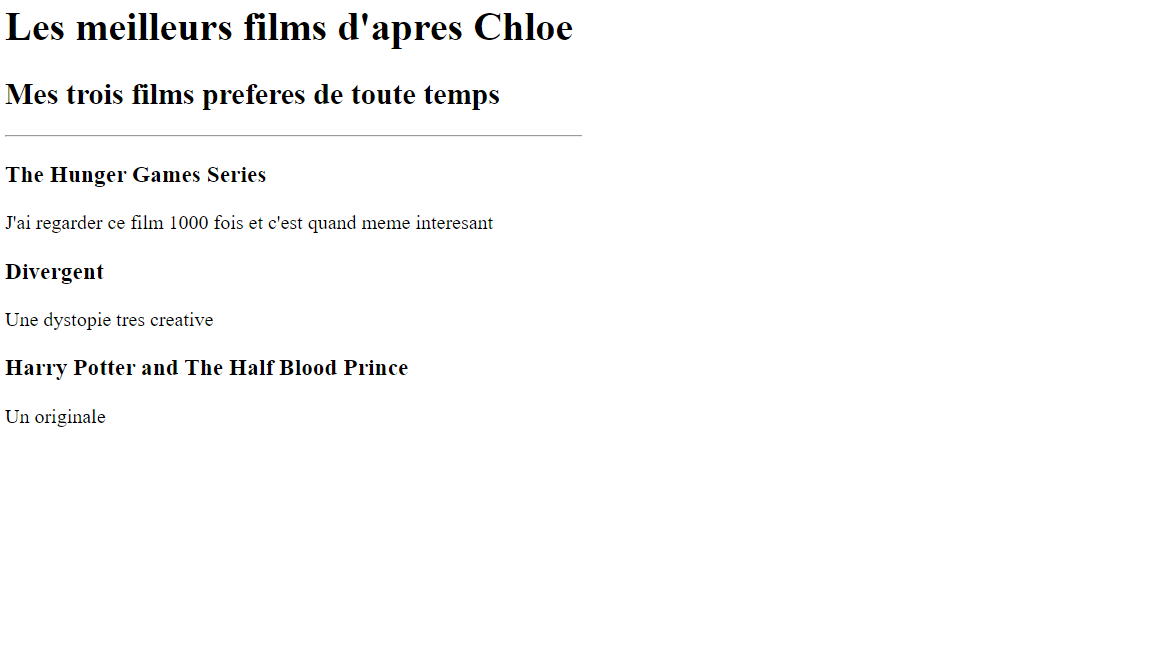 Les meilleurs films d'apres Chloe
Mes trois films preferes de toute temps
The Hunger Games Series
J'ai regarder ce film 1000 fois et c'est quand meme interesant
Divergent
Une dystopie tres creative
Harry Potter and The Half Blood Prince
Un originale